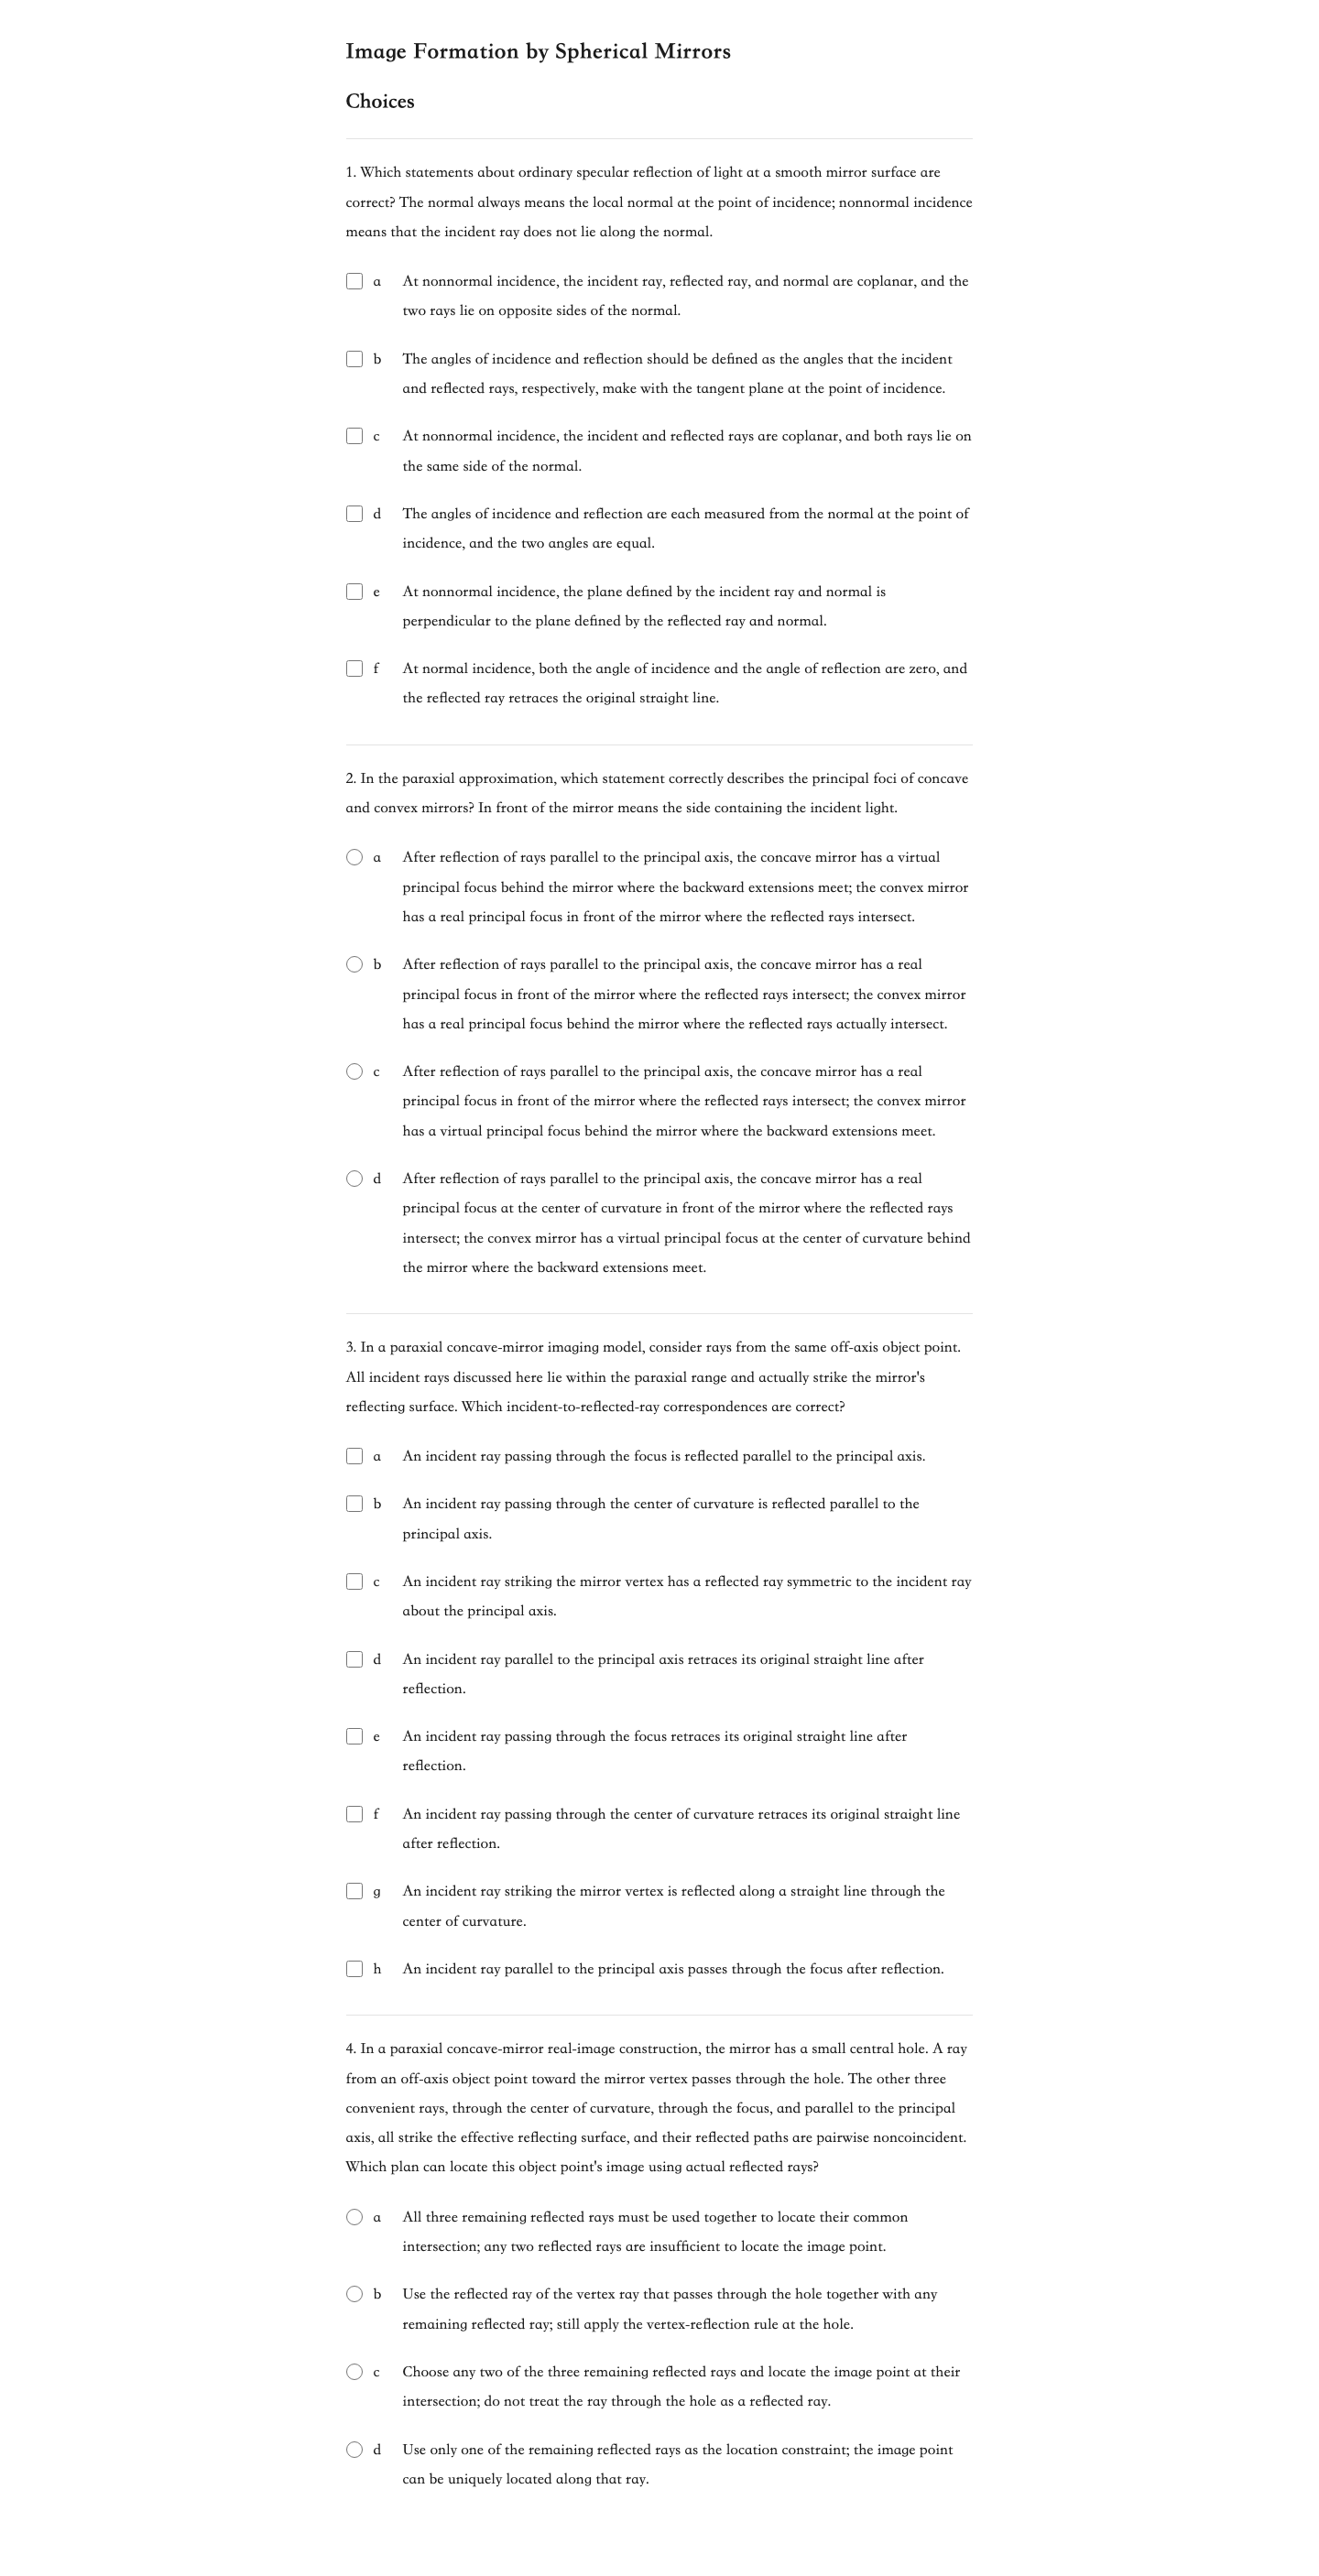 Image Formation by Spherical Mirrors
Choices
1. Which statements about ordinary specular reflection of light at a smooth mirror surface are
correct? The normal always means the local normal at the point of incidence; nonnormal incidence
means that the incident ray does not lie along the normal.
a At nonnormal incidence, the incident ray, reflected ray, and normal are coplanar, and the
two rays lie on opposite sides of the normal.
b The angles of incidence and reflection should be defined as the angles that the incident
and reflected rays, respectively, make with the tangent plane at the point of incidence.
c At nonnormal incidence, the incident and reflected rays are coplanar, and both rays lie on
the same side of the normal.
d The angles of incidence and reflection are each measured from the normal at the point of
incidence, and the two angles are equal.
e At nonnormal incidence, the plane defined by the incident ray and normal is
perpendicular to the plane defined by the reflected ray and normal.
f At normal incidence, both the angle of incidence and the angle of reflection are zero, and
the reflected ray retraces the original straight line.
2. In the paraxial approximation, which statement correctly describes the principal foci of concave
and convex mirrors? In front of the mirror means the side containing the incident light.
a After reflection of rays parallel to the principal axis, the concave mirror has a virtual
principal focus behind the mirror where the backward extensions meet; the convex mirror
has a real principal focus in front of the mirror where the reflected rays intersect.
b After reflection of rays parallel to the principal axis, the concave mirror has a real
principal focus in front of the mirror where the reflected rays intersect; the convex mirror
has a real principal focus behind the mirror where the reflected rays actually intersect.
c After reflection of rays parallel to the principal axis, the concave mirror has a real
principal focus in front of the mirror where the reflected rays intersect; the convex mirror
has a virtual principal focus behind the mirror where the backward extensions meet.
d After reflection of rays parallel to the principal axis, the concave mirror has a real
principal focus at the center of curvature in front of the mirror where the reflected rays
intersect; the convex mirror has a virtual principal focus at the center of curvature behind
the mirror where the backward extensions meet.
3. In a paraxial concave-mirror imaging model, consider rays from the same off-axis object point.
All incident rays discussed here lie within the paraxial range and actually strike the mirror's
reflecting surface. Which incident-to-reflected-ray correspondences are correct?
a An incident ray passing through the focus is reflected parallel to the principal axis.
b An incident ray passing through the center of curvature is reflected parallel to the
principal axis.
c An incident ray striking the mirror vertex has a reflected ray symmetric to the incident ray
about the principal axis.
d An incident ray parallel to the principal axis retraces its original straight line after
reflection.
e An incident ray passing through the focus retraces its original straight line after
reflection.
f An incident ray passing through the center of curvature retraces its original straight line
after reflection.
g An incident ray striking the mirror vertex is reflected along a straight line through the
center of curvature.
h An incident ray parallel to the principal axis passes through the focus after reflection.
4. In a paraxial concave-mirror real-image construction, the mirror has a small central hole. A ray
from an off-axis object point toward the mirror vertex passes through the hole. The other three
convenient rays, through the center of curvature, through the focus, and parallel to the principal
axis, all strike the effective reflecting surface, and their reflected paths are pairwise noncoincident.
Which plan can locate this object point's image using actual reflected rays?
a All three remaining reflected rays must be used together to locate their common
intersection; any two reflected rays are insufficient to locate the image point.
b Use the reflected ray of the vertex ray that passes through the hole together with any
remaining reflected ray; still apply the vertex-reflection rule at the hole.
c Choose any two of the three remaining reflected rays and locate the image point at their
intersection; do not treat the ray through the hole as a reflected ray.
d Use only one of the remaining reflected rays as the location constraint; the image point
can be uniquely located along that ray.